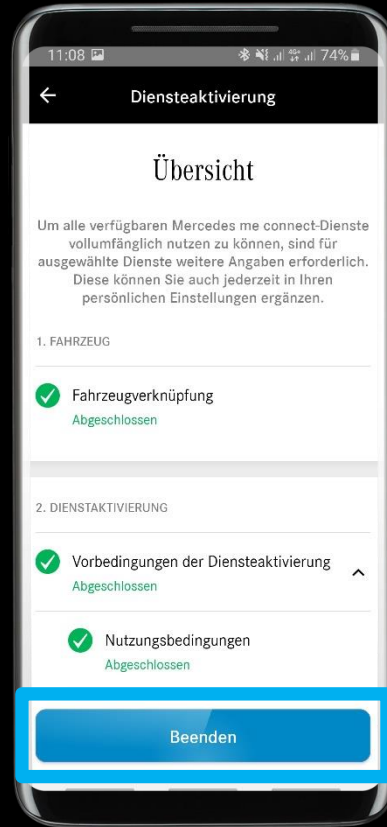 11:08 74%
Diensteaktivierung
Übersicht
Um alle verfügbaren Mercedes me connect-Dienste
vollumfänglich nutzen zu können, sind für
ausgewählte Dienste weitere Angaben erforderlich.
Diese können Sie auch jederzeit in Ihren
persönlichen Einstellungen ergänzen.
1. FAHRZEUG
Fahrzeugverknüpfung
Abgeschlossen
2. DIENSTAKTIVIERUNG
Vorbedingungen der Diensteaktivierung
Abgeschlossen
Nutzungsbedingungen
Abgeschlossen
Beenden